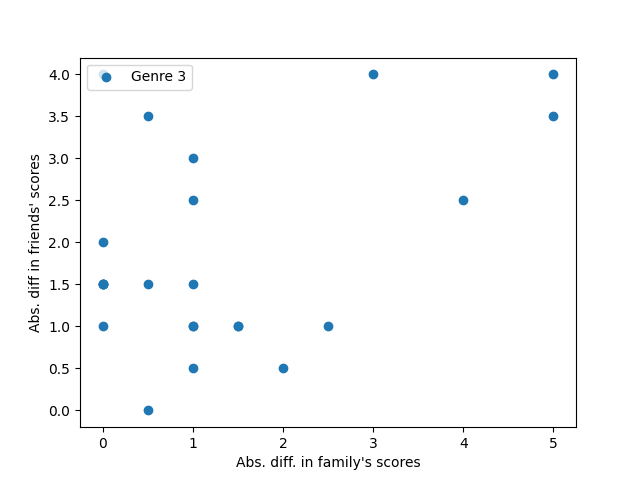 Genre 3
4.0
3.5
3.0
2.5
2.0
1.5
1.0
0.5
0.0
Abs. diff in friends' scores
0 1 2 3 4 5
Abs. diff. in family's scores